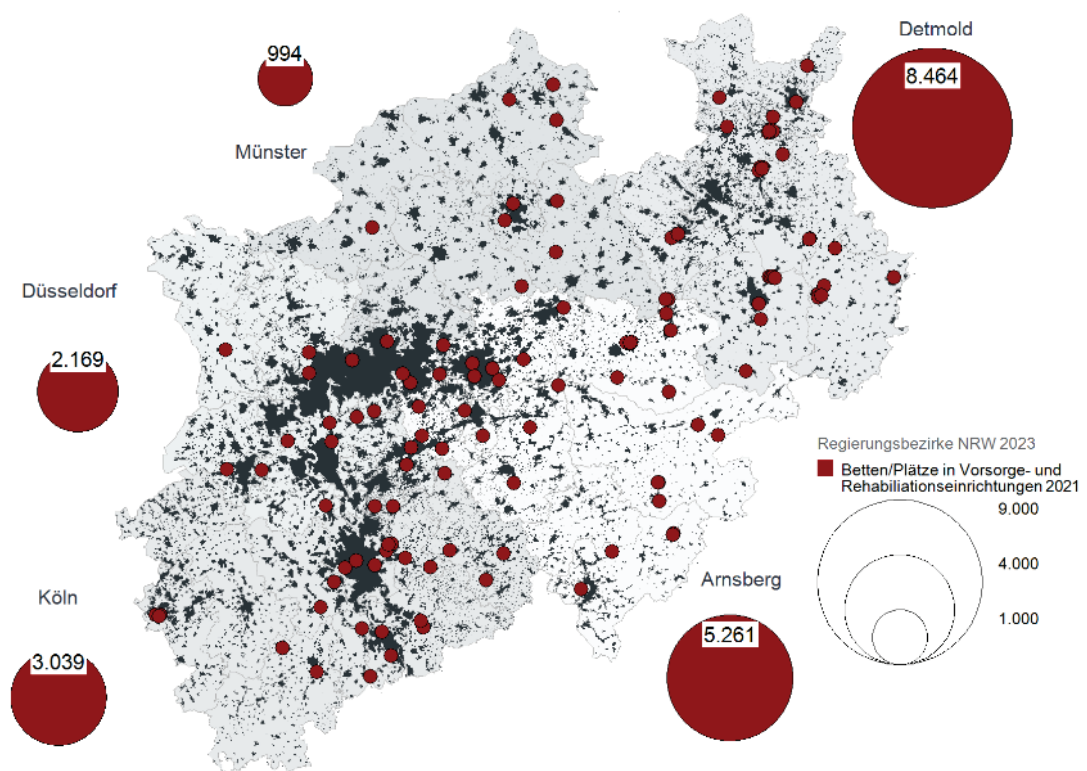 Detmold
8.464
994
Münster
Düsseldorf
2.169
Regierungsbezirke NRW 2023
Betten/Plätze in Vorsorge- und
Rehabiliationseinrichtungen 2021
9.000
4.000
1.000
Arnsberg
5.261
Köln
3.039